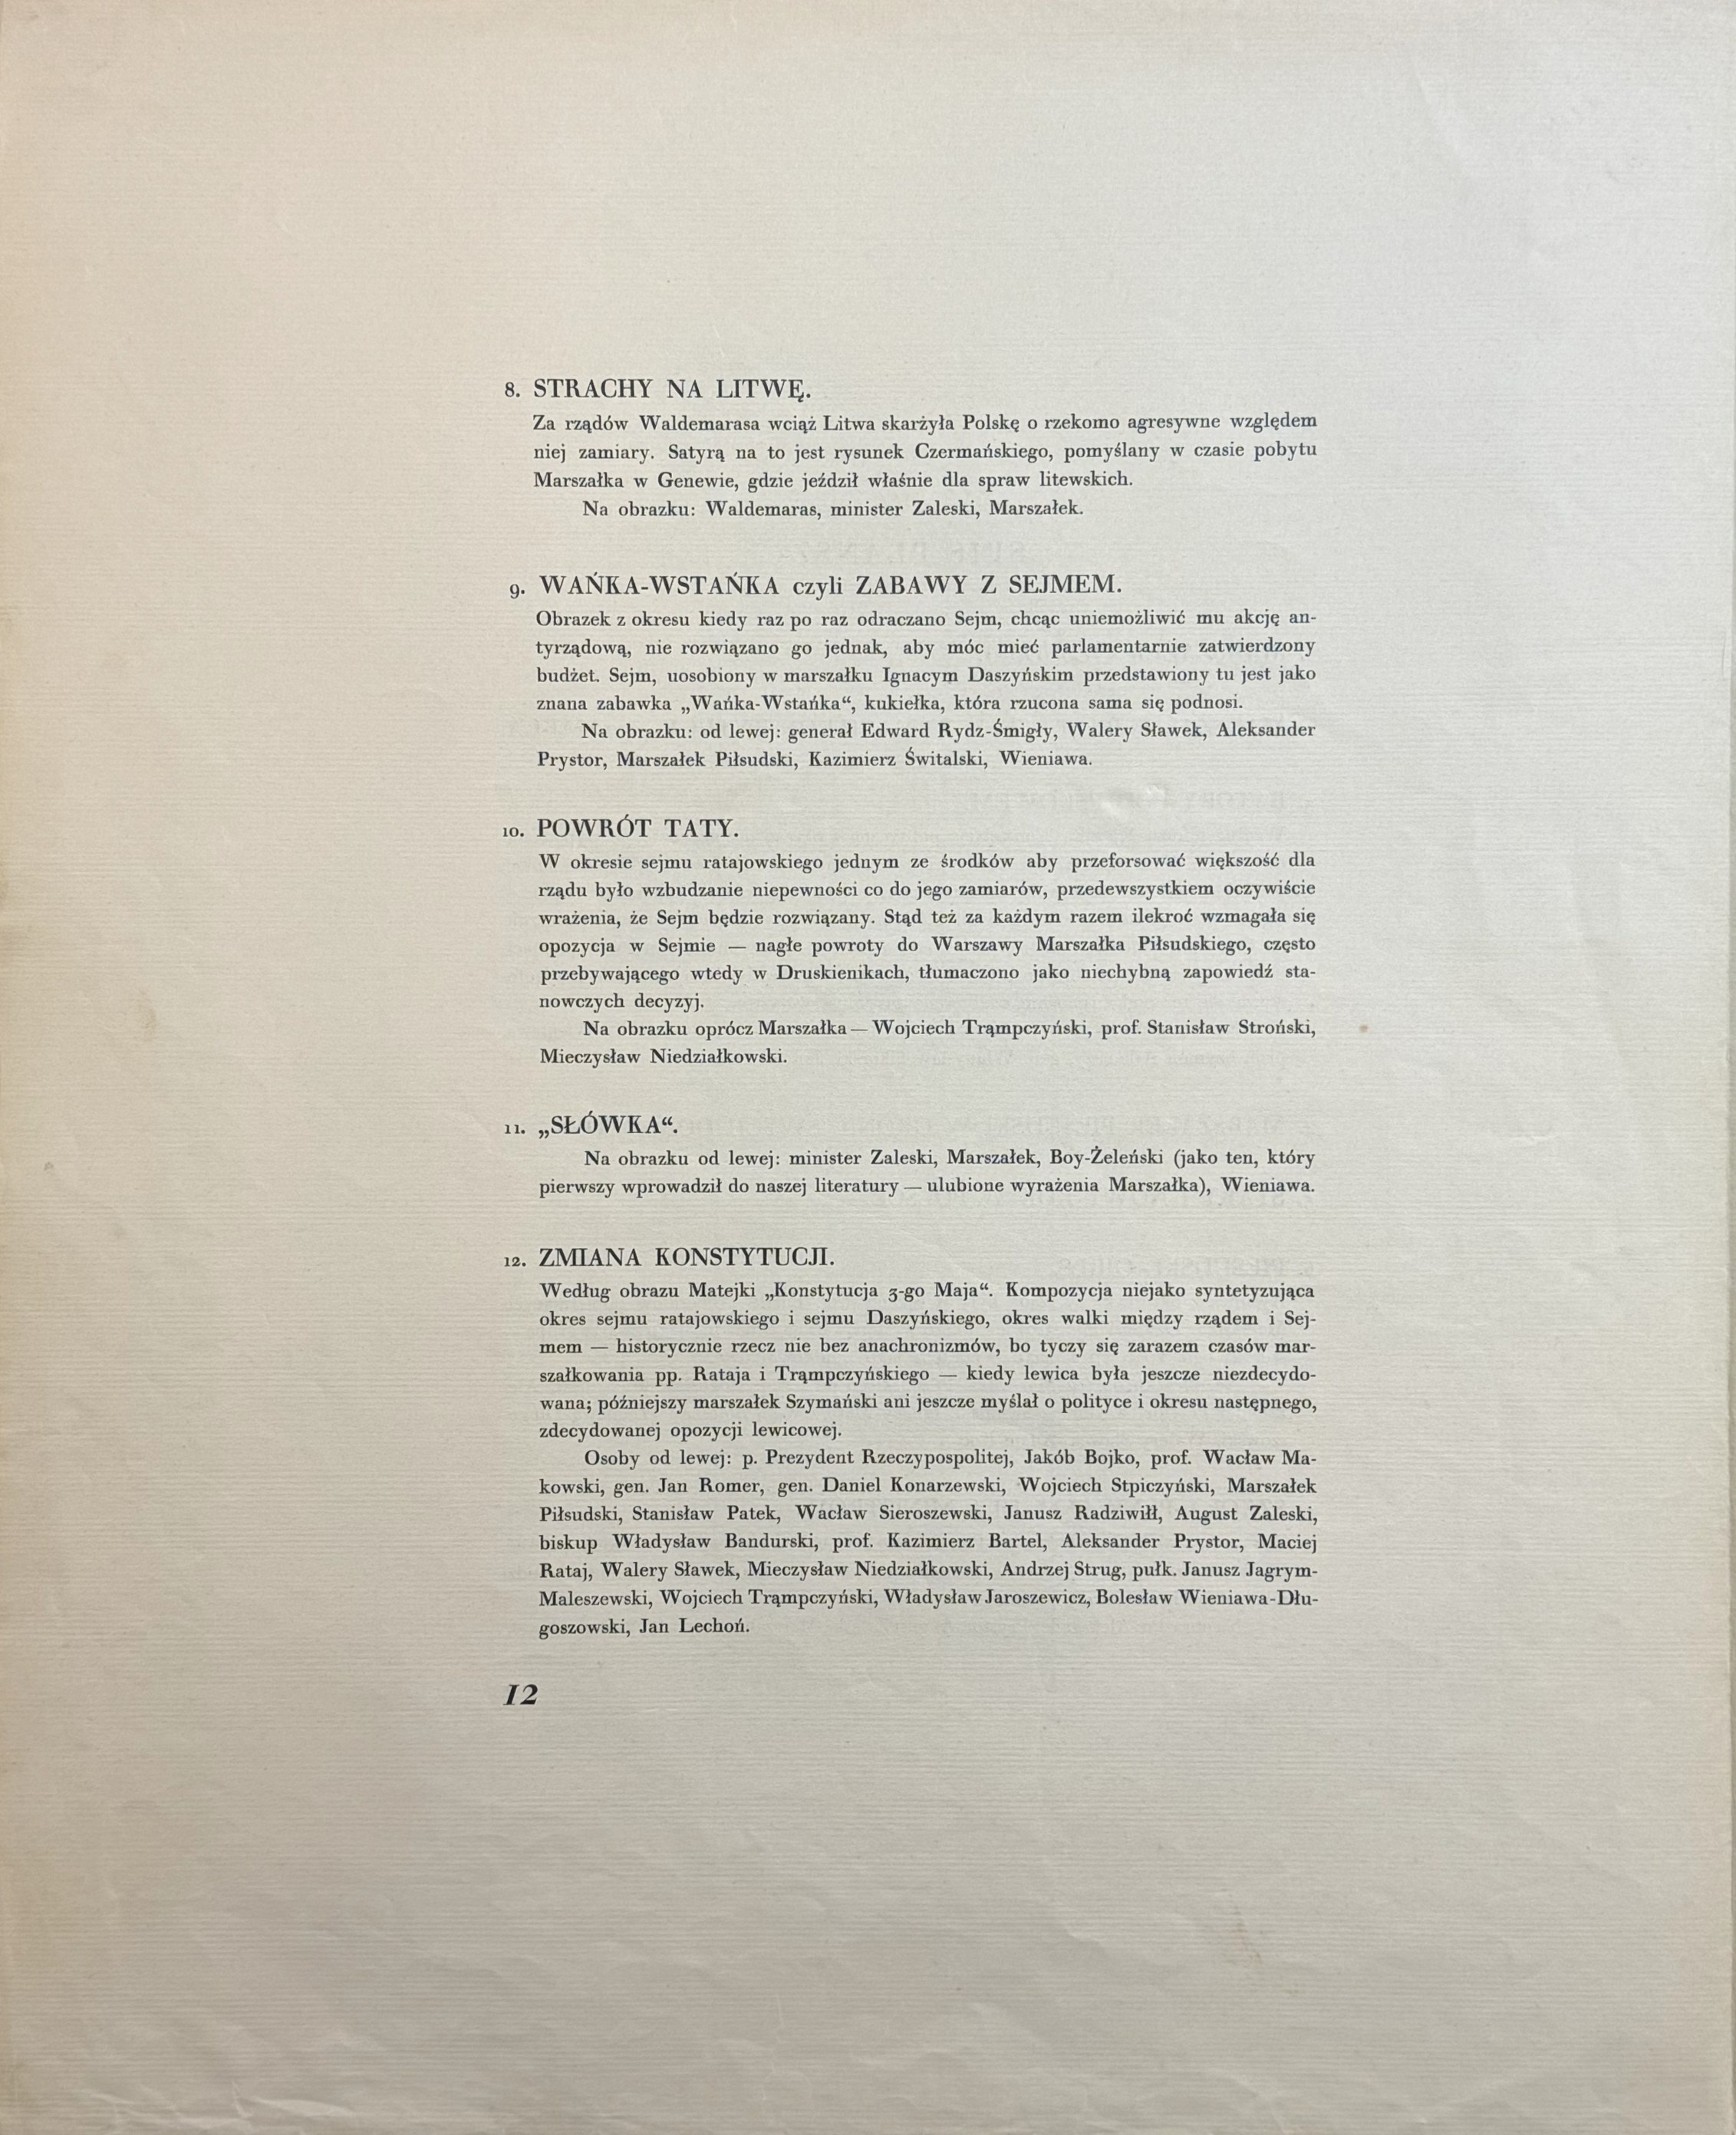 8. STRACHY NA LITWĘ.
Za rządów Waldemarasa wciąż Litwa skarżyła Polskę o rzekomo agresywne względem
niej zamiary. Satyrą na to jest rysunek Czermańskiego, pomyślany w czasie pobytu
Marszałka w Genewie, gdzie jeździł właśnie dla spraw litewskich.
Na obrazku: Waldemaras, minister Zaleski, Marszałek.
9. WAŃKA-WSTAŃKA czyli ZABAWY Z SEJMEM.
Obrazek z okresu kiedy raz po raz odraczano Sejm, chcąc uniemożliwić mu akcję an-
tyrządową, nie rozwiązano go jednak, aby móc mieć parlamentarnie zatwierdzony
budżet. Sejm, uosobiony w marszałku Ignacym Daszyńskim przedstawiony tu jest jako
znana zabawka „Wańka-Wstańka“, kukiełka, która rzucona sama się podnosi.
Na obrazku: od lewej: generał Edward Rydz-Śmigły, Walery Sławek, Aleksander
Prystor, Marszałek Piłsudski, Kazimierz Świtalski, Wieniawa.
10. POWRÓT TATY.
W okresie sejmu ratajowskiego jednym ze środków aby przeforsować większość dla
rządu było wzbudzanie niepewności co do jego zamiarów, przedewszystkiem oczywiście
wrażenia, że Sejm będzie rozwiązany. Stąd też za każdym razem ilekroć wzmagała się
opozycja w Sejmie — nagłe powroty do Warszawy Marszałka Piłsudskiego, często
przebywającego wtedy w Druskienikach, tłumaczono jako niechybną zapowiedź sta-
nowczych decyzyj.
Na obrazku oprócz Marszałka — Wojciech Trąmpczyński, prof. Stanisław Stroński,
Mieczysław Niedziałkowski.
11. „SŁÓWKA“.
Na obrazku od lewej: minister Zaleski, Marszałek, Boy-Żeleński (jako ten, który
pierwszy wprowadził do naszej literatury — ulubione wyrażenia Marszałka), Wieniawa.
12. ZMIANA KONSTYTUCJI.
Według obrazu Matejki „Konstytucja 3-go Maja“. Kompozycja niejako syntetyzująca
okres sejmu ratajowskiego i sejmu Daszyńskiego, okres walki między rządem i Sej-
mem — historycznie rzecz nie bez anachronizmów, bo tyczy się zarazem czasów mar-
szałkowania pp. Rataja i Trąmpczyńskiego — kiedy lewica była jeszcze niezdecydo-
wana; późniejszy marszałek Szymański ani jeszcze myślał o polityce i okresu następnego,
zdecydowanej opozycji lewicowej.
Osoby od lewej: p. Prezydent Rzeczypospolitej, Jakób Bojko, prof. Wacław Ma-
kowski, gen. Jan Romer, gen. Daniel Konarzewski, Wojciech Stpiczyński, Marszałek
Piłsudski, Stanisław Patek, Wacław Sieroszewski, Janusz Radziwiłł, August Zaleski,
biskup Władysław Bandurski, prof. Kazimierz Bartel, Aleksander Prystor, Maciej
Rataj, Walery Sławek, Mieczysław Niedziałkowski, Andrzej Strug, pułk. Janusz Jagrym-
Maleszewski, Wojciech Trąmpczyński, Władysław Jaroszewicz, Bolesław Wieniawa-Dłu-
goszowski, Jan Lechoń.
12